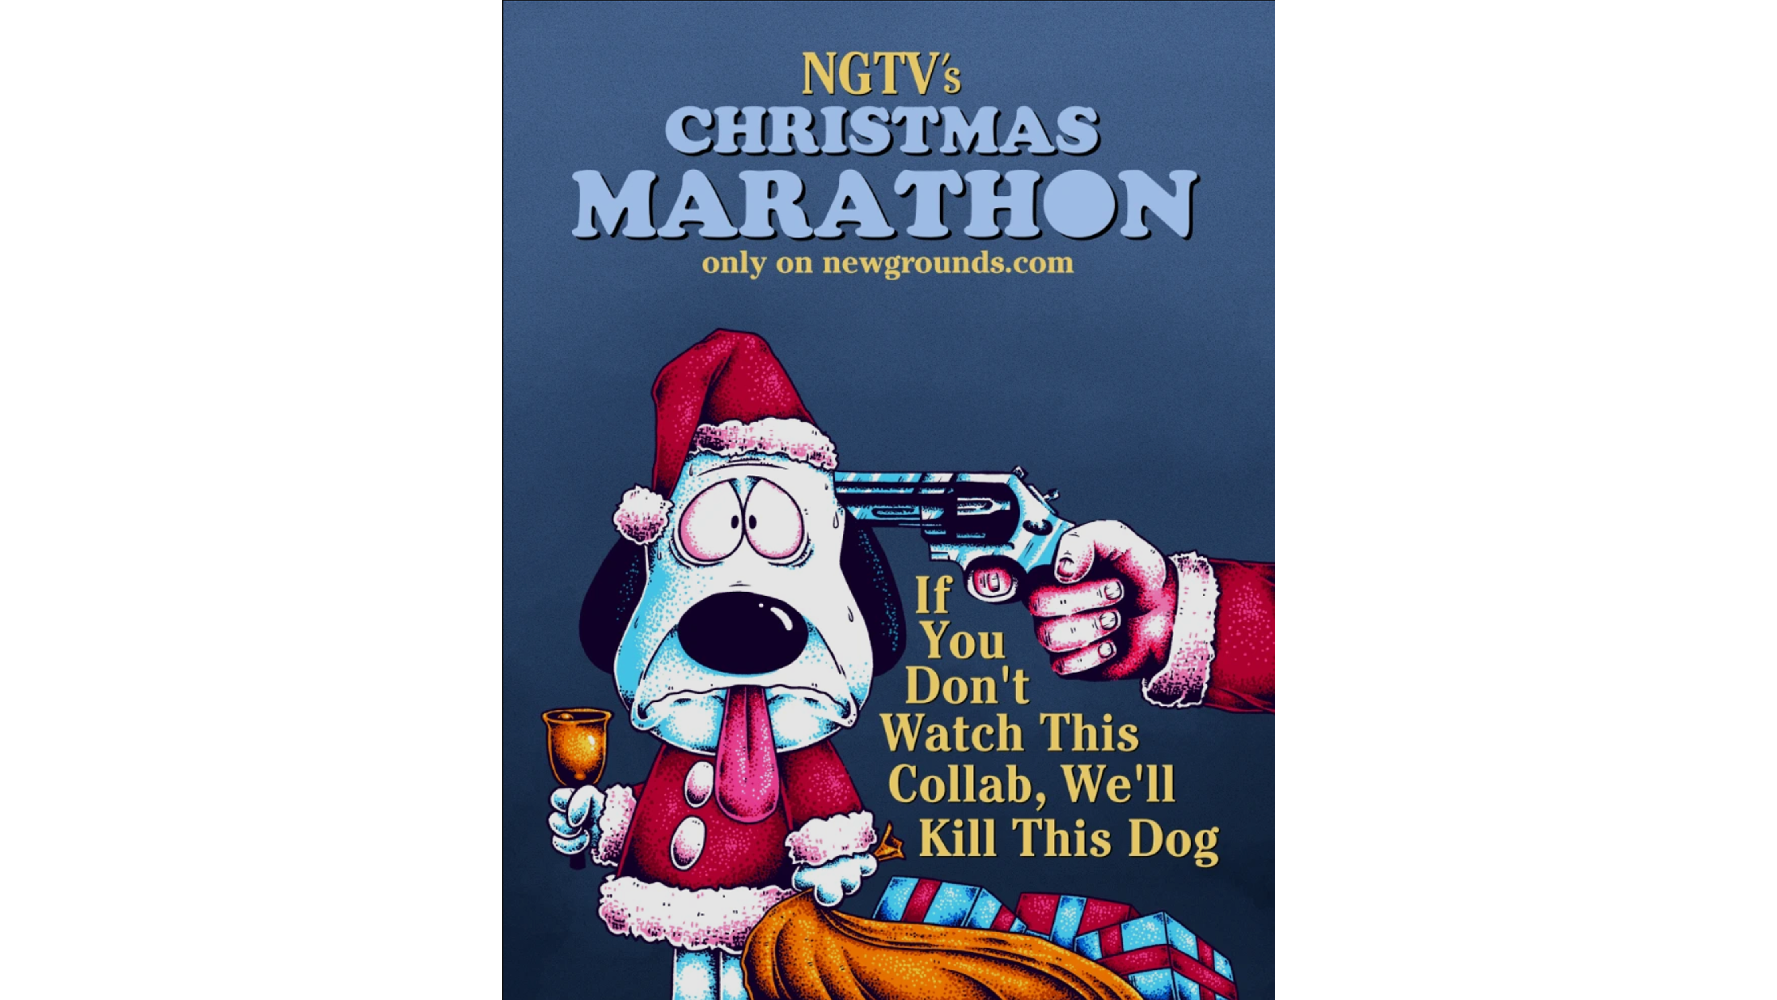 NGTV's
CHRISTMAS
MARATHON
only on newgrounds.com
If
You
Don't
Watch This
Collab, We'll
Kill This Dog